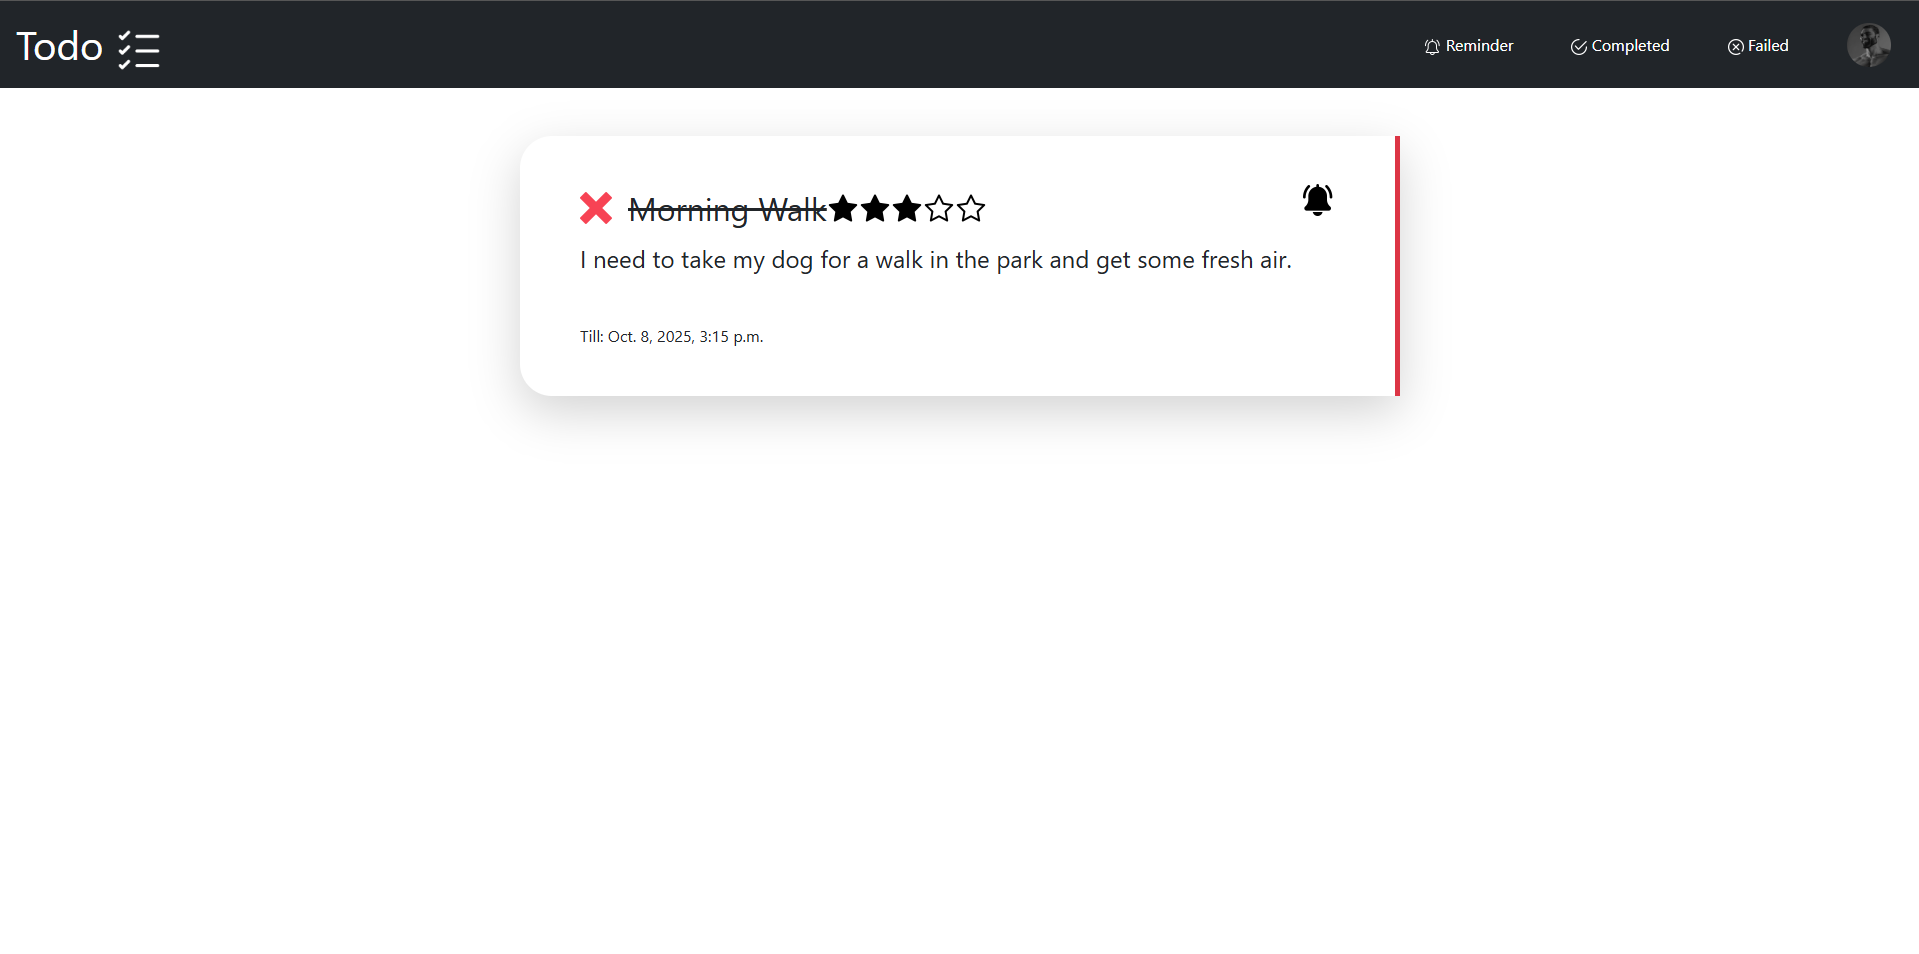 Todo
Reminder
Completed
Failed
Morning Walk
I need to take my dog for a walk in the park and get some fresh air.
Till: Oct. 8, 2025, 3:15 p.m.